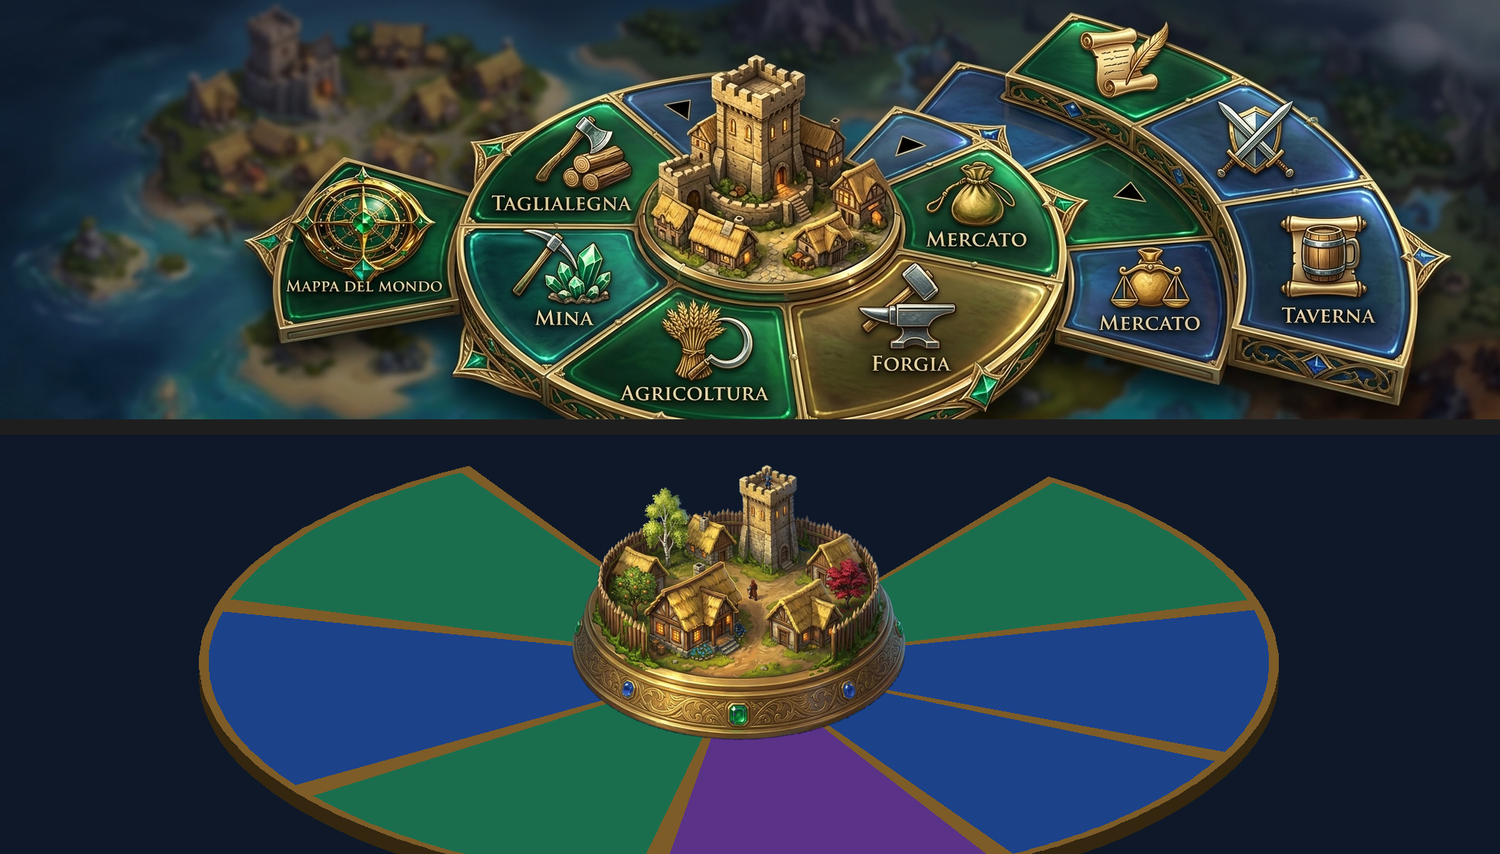 TAGLIALEGNA
MERCATO
MAPPA DEL MONDO
MINA
MERCATO
TAVERNA
FORGIA
AGRICOLTURA